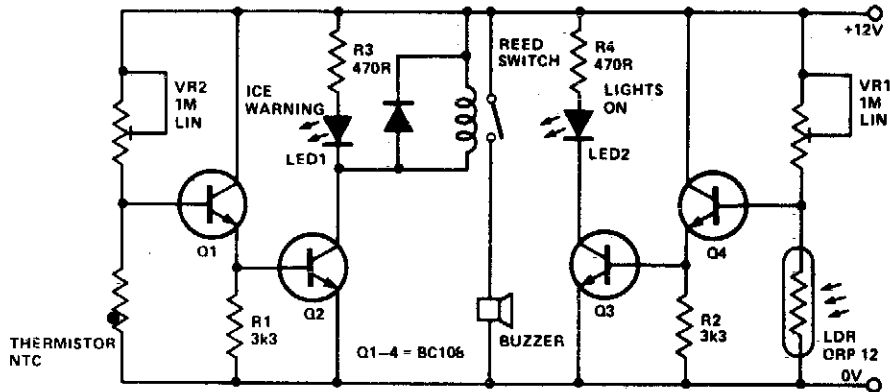 +12V
R3
470R
REED
SWITCH
R4
470R
VR2
1M
LIN
ICE
WARNING
LIGHTS
ON
VR1
1M
LIN
LED1
LED2
Q1
Q4
Q2
Q3
R1
3k3
R2
3k3
THERMISTOR
NTC
Q1-4 = BC108
BUZZER
LDR
ORP 12
0V